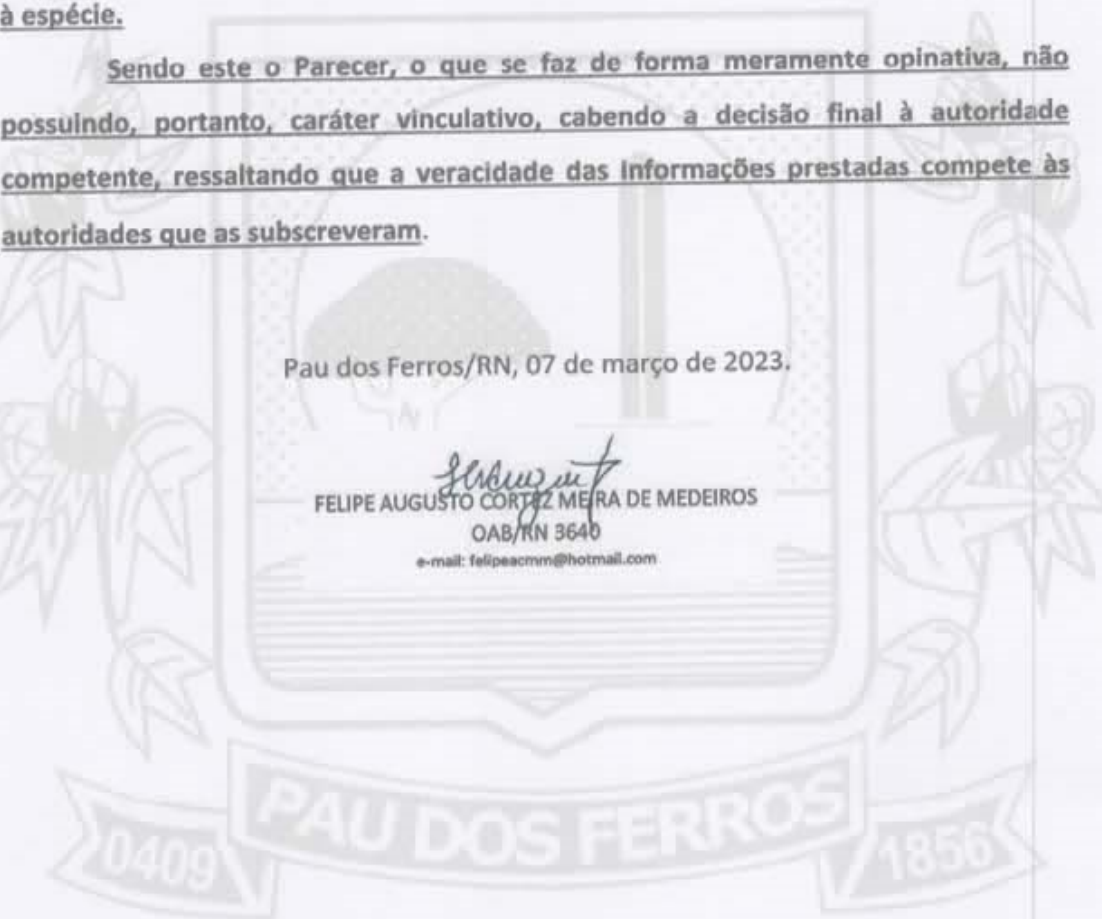 à espécie.
Sendo este o Parecer, o que se faz de forma meramente opinativa, não
possuindo, portanto, caráter vinculativo, cabendo a decisão final à autoridade
competente, ressaltando que a veracidade das informações prestadas compete às
autoridades que as subscreveram.
Pau dos Ferros/RN, 07 de março de 2023.
FELIPE AUGUSTO CORTEZ MEIRA DE MEDEIROS
OAB/RN 3640
e-mail: felipeacmm@hotmail.com
PAU DOS FERROS
0409 1856